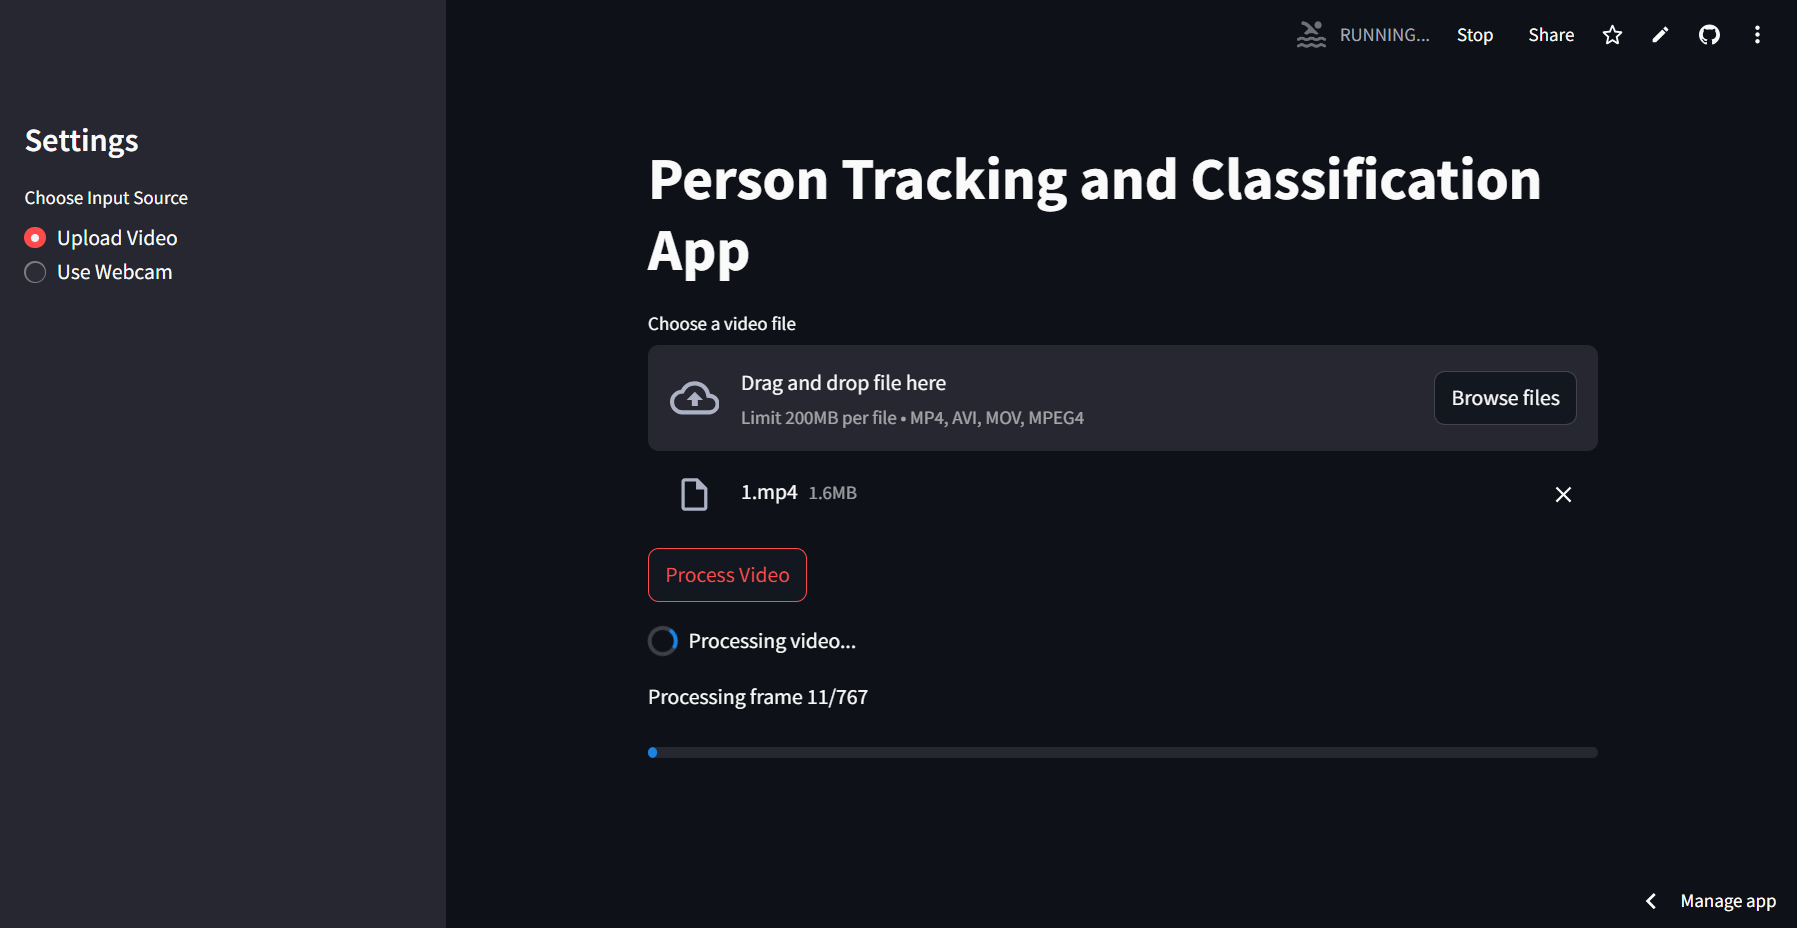 RUNNING...
Stop
Share
Settings
Choose Input Source
Upload Video
Use Webcam
Person Tracking and Classification
App
Choose a video file
Drag and drop file here
Limit 200MB per file • MP4, AVI, MOV, MPEG4
Browse files
1.mp4 1.6MB
Process Video
Processing video...
Processing frame 11/767
Manage app